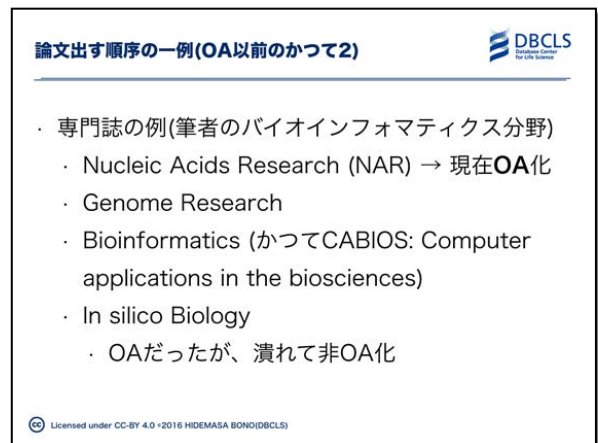 論文出す順序の一例(OA以前のかつて2)
DBCLS
Database Center
for Life Science
・ 専門誌の例(筆者のバイオインフォマティクス分野)
・ Nucleic Acids Research (NAR) → 現在OA化
・ Genome Research
・ Bioinformatics (かつてCABIOS: Computer
applications in the biosciences)
・ In silico Biology
・ OAだったが、潰れて非OA化
cc Licensed under CC-BY 4.0 ©2016 HIDEMASA BONO(DBCLS)